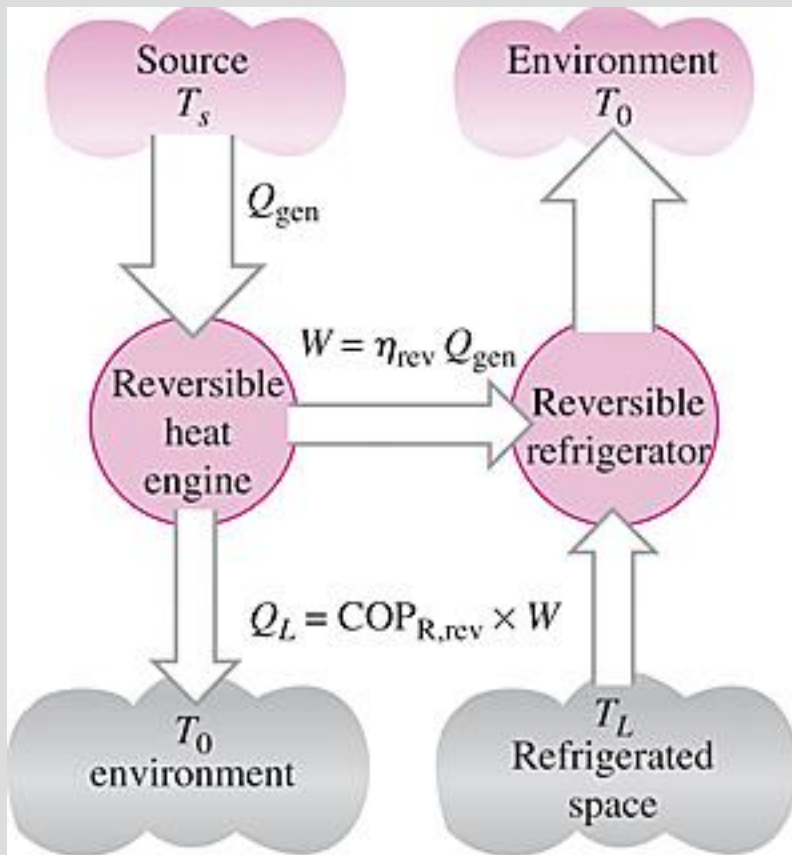 Source
T_s
Environment
T_0
Q_gen
W = η_rev Q_gen
Reversible
heat
engine
Reversible
refrigerator
Q_L = COP_R,rev × W
T_0
environment
T_L
Refrigerated
space